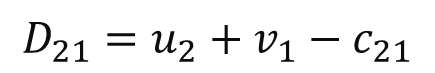 D₂₁ = u₂ + v₁ − c₂₁